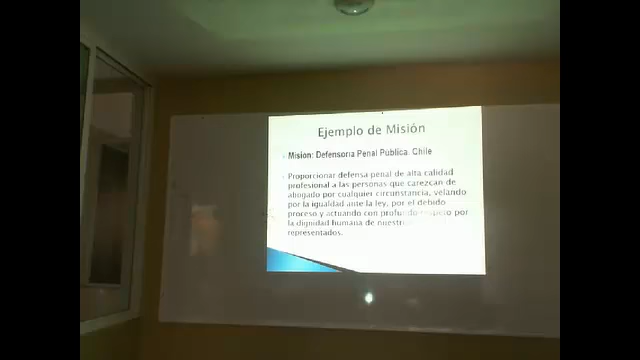 Ejemplo de Misión
Mision: Defensoria Penal Pública. Chile
Proporcionar defensa penal de alta calidad
profesional a las personas que carezcan de
abogado por cualquier circunstancia, velando
por la igualdad ante la ley, por el debido
proceso y actuando con profundo respeto por
la dignidad humana de nuestros
representados.